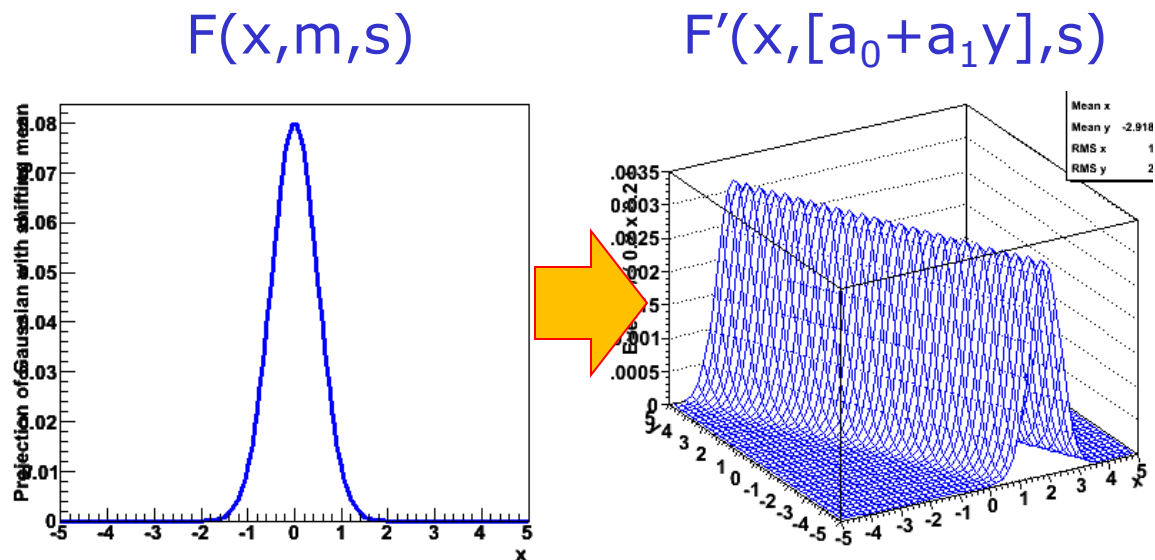 F(x,m,s)
F'(x,[a₀+a₁y],s)
Projection of Gaussian with shifting mean
0.08
0.07
0.06
0.05
0.04
0.03
0.02
0.01
0
-5 -4 -3 -2 -1 0 1 2 3 4 5
x
Mean x
Mean y -2.918
RMS x 1
RMS y 2
.0035
.003
.0025
.002
.001
.0005
0
5 4 3 2 1 0 -1 -2 -3 -4 -5
y
-5 -4 -3 -2 -1 0 1 2 3 4 5
x